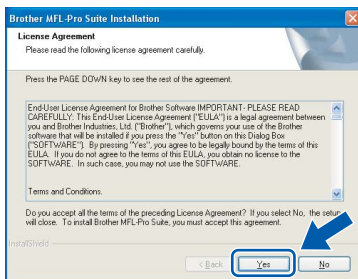 Brother MFL-Pro Suite Installation
License Agreement
Please read the following license agreement carefully.
Press the PAGE DOWN key to see the rest of the agreement.
End-User License Agreement for Brother Software IMPORTANT- PLEASE READ
CAREFULLY: This End-User License Agreement ("EULA") is a legal agreement between
you and Brother Industries, Ltd. ("Brother"), which governs your use of the Brother
software that will be installed if you press the "Yes" button on this Dialog Box
("SOFTWARE"). By pressing "Yes", you agree to be legally bound by the terms of this
EULA. If you do not agree to the terms of this EULA, you obtain no license to the
SOFTWARE. In such case, you may not use the SOFTWARE.
Terms and Conditions.
Do you accept all the terms of the preceding License Agreement? If you select No, the setup
will close. To install Brother MFL-Pro Suite, you must accept this agreement.
InstallShield
< Back
Yes
No